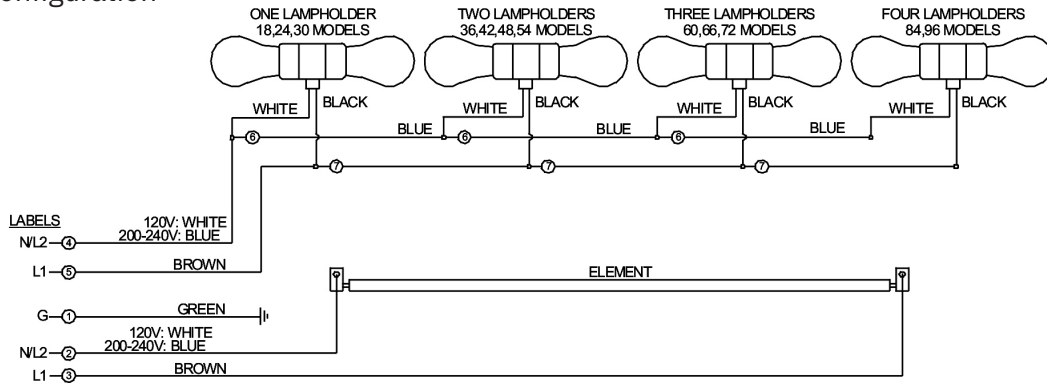 ONE LAMPHOLDER
18,24,30 MODELS
TWO LAMPHOLDERS
36,42,48,54 MODELS
THREE LAMPHOLDERS
60,66,72 MODELS
FOUR LAMPHOLDERS
84,96 MODELS
WHITE BLACK WHITE BLACK WHITE BLACK WHITE BLACK
6 BLUE 6 BLUE 6 BLUE
7 7 7
LABELS
120V: WHITE
N/L2 4 200-240V: BLUE
L1 5 BROWN
ELEMENT
G 1 GREEN
120V: WHITE
N/L2 2 200-240V: BLUE
L1 3 BROWN